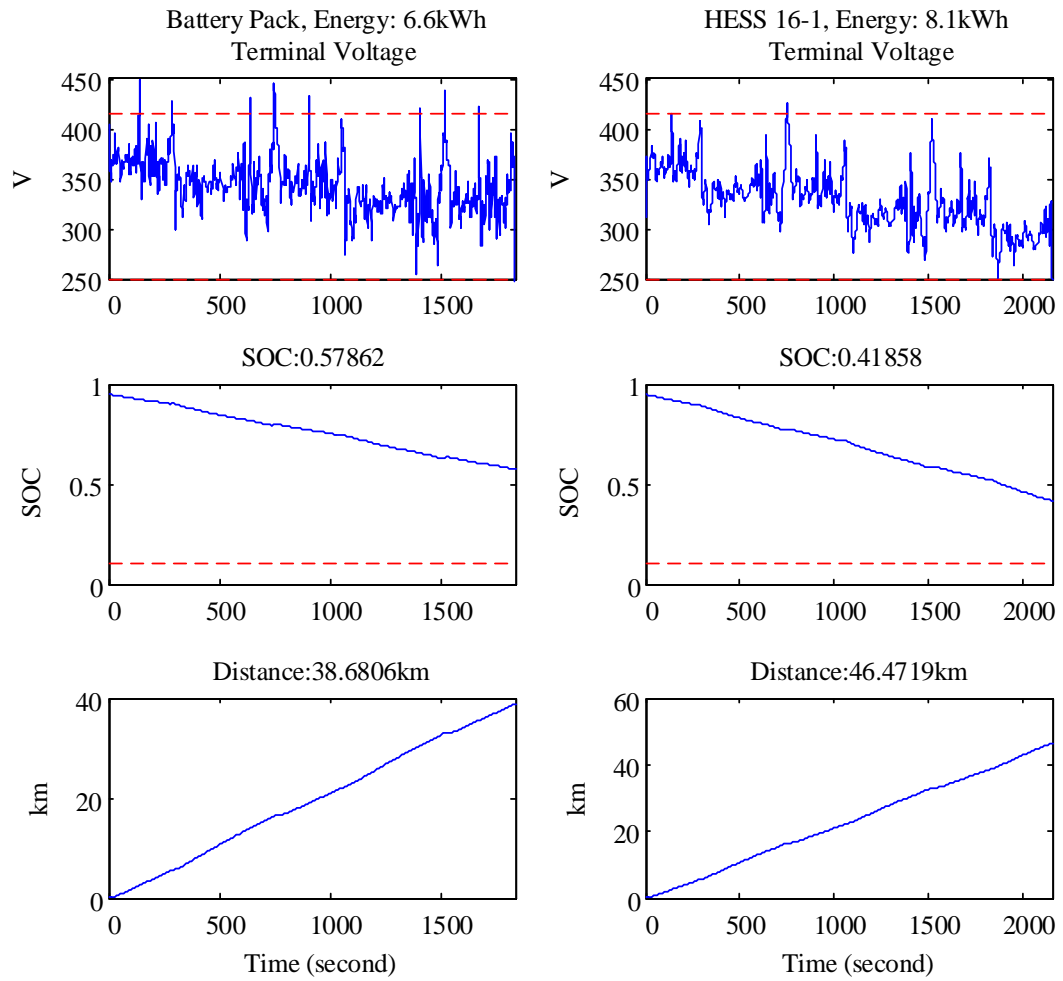 Battery Pack, Energy: 6.6kWh
Terminal Voltage
450
400
350
300
250
V
0 500 1000 1500
HESS 16-1, Energy: 8.1kWh
Terminal Voltage
450
400
350
300
250
V
0 500 1000 1500 2000
SOC:0.57862
1
0.5
0
SOC
0 500 1000 1500
SOC:0.41858
1
0.5
0
SOC
0 500 1000 1500 2000
Distance:38.6806km
40
20
0
km
0 500 1000 1500
Time (second)
Distance:46.4719km
60
40
20
0
km
0 500 1000 1500 2000
Time (second)